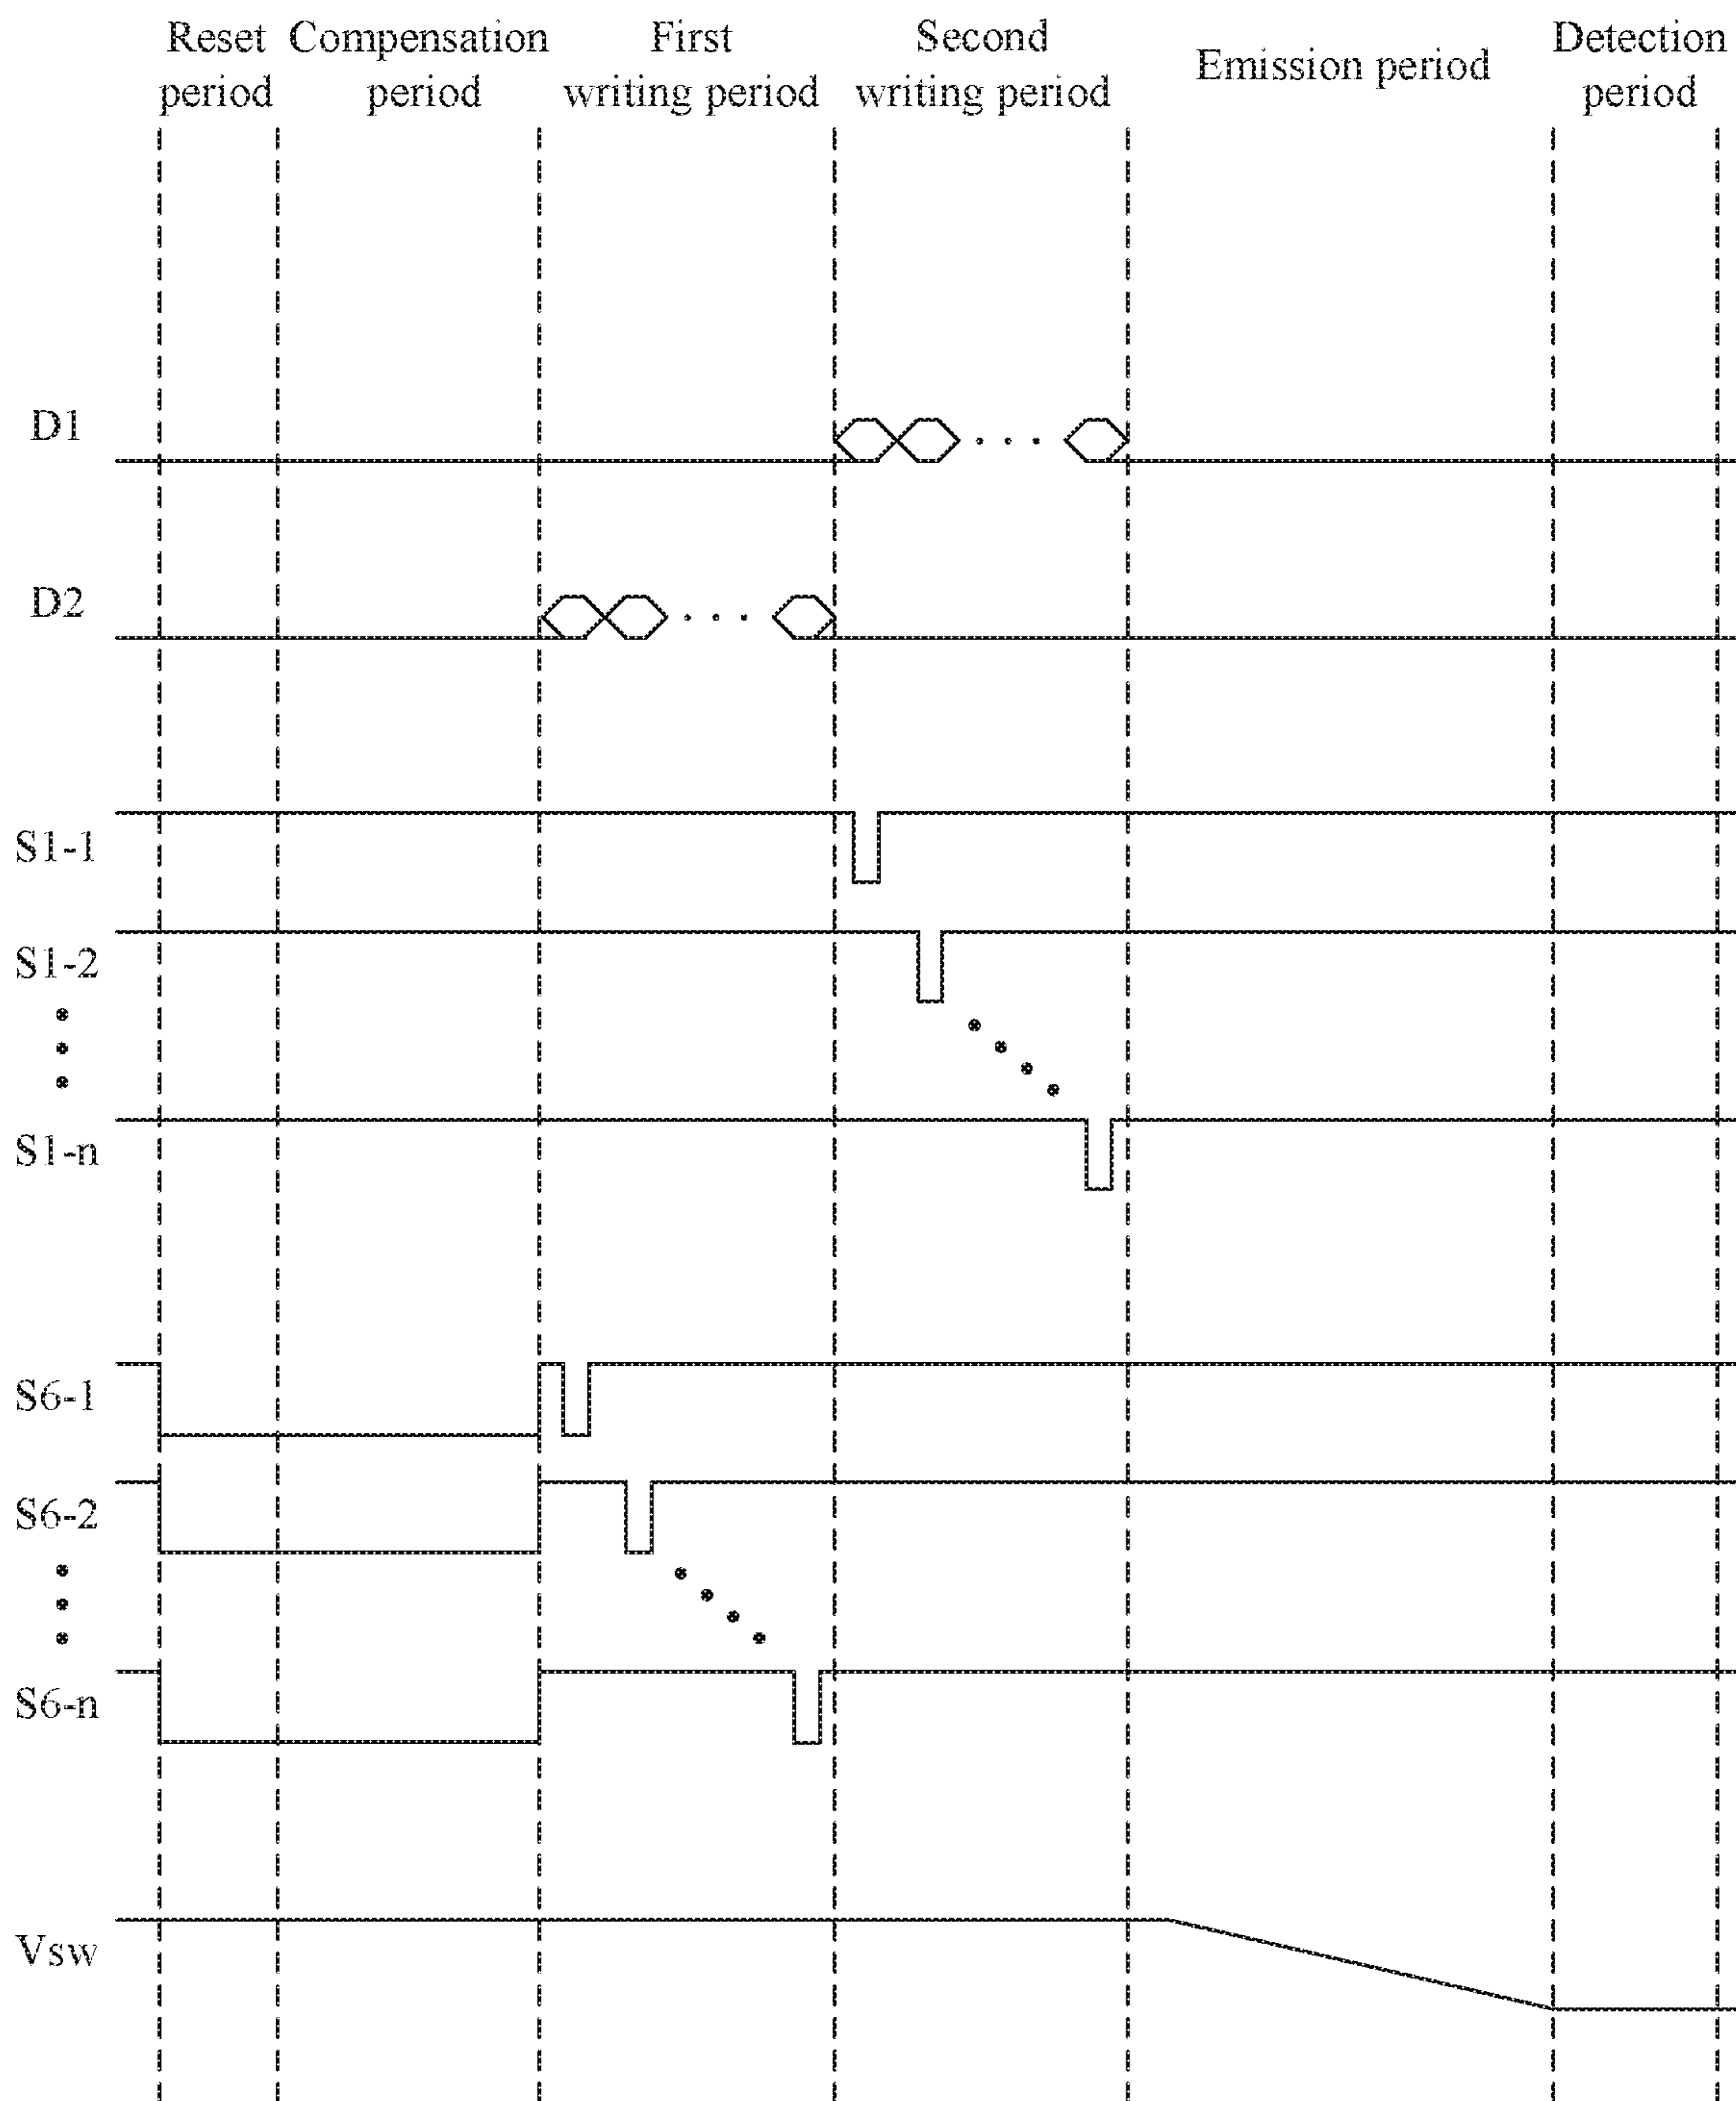 Reset period
Compensation period
First writing period
Second writing period
Emission period
Detection period
D1
D2
S1-1
S1-2
S1-n
S6-1
S6-2
S6-n
Vsw